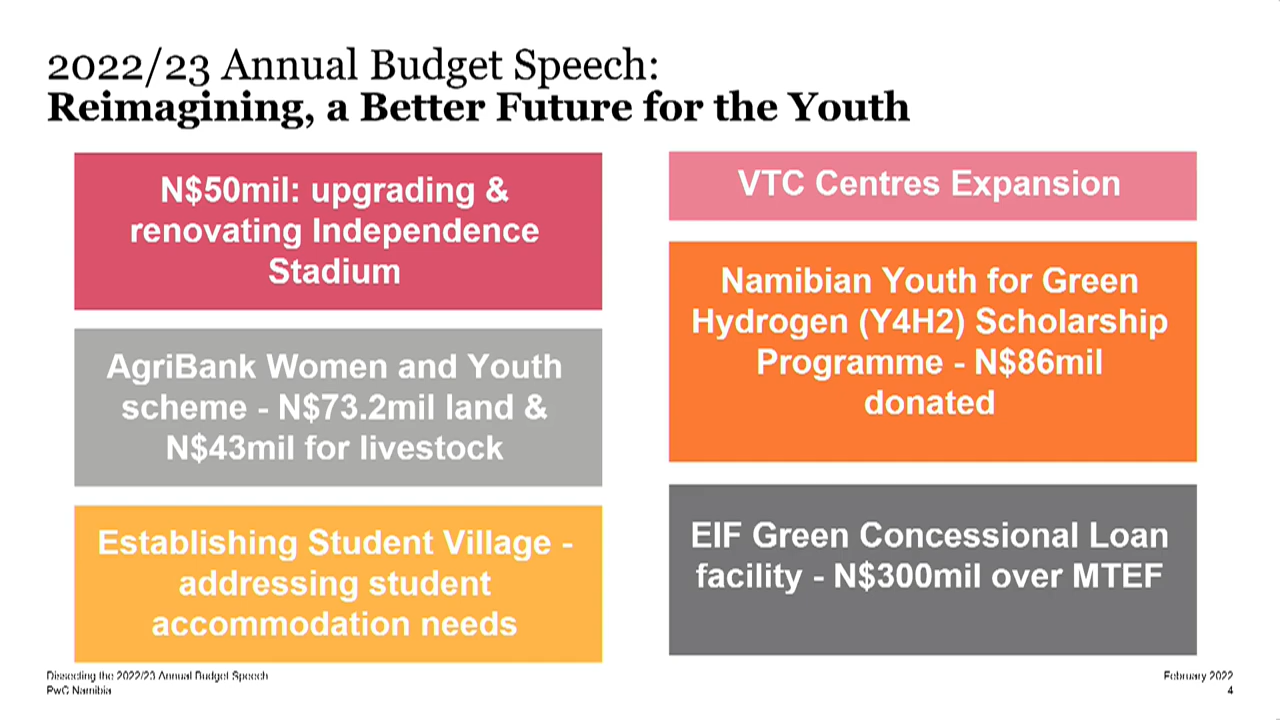 2022/23 Annual Budget Speech:
Reimagining, a Better Future for the Youth
N$50mil: upgrading &
renovating Independence
Stadium
AgriBank Women and Youth
scheme - N$73.2mil land &
N$43mil for livestock
Establishing Student Village -
addressing student
accommodation needs
VTC Centres Expansion
Namibian Youth for Green
Hydrogen (Y4H2) Scholarship
Programme - N$86mil
donated
EIF Green Concessional Loan
facility - N$300mil over MTEF
Dissecting the 2022/23 Annual Budget Speech
PwC Namibia
February 2022
4